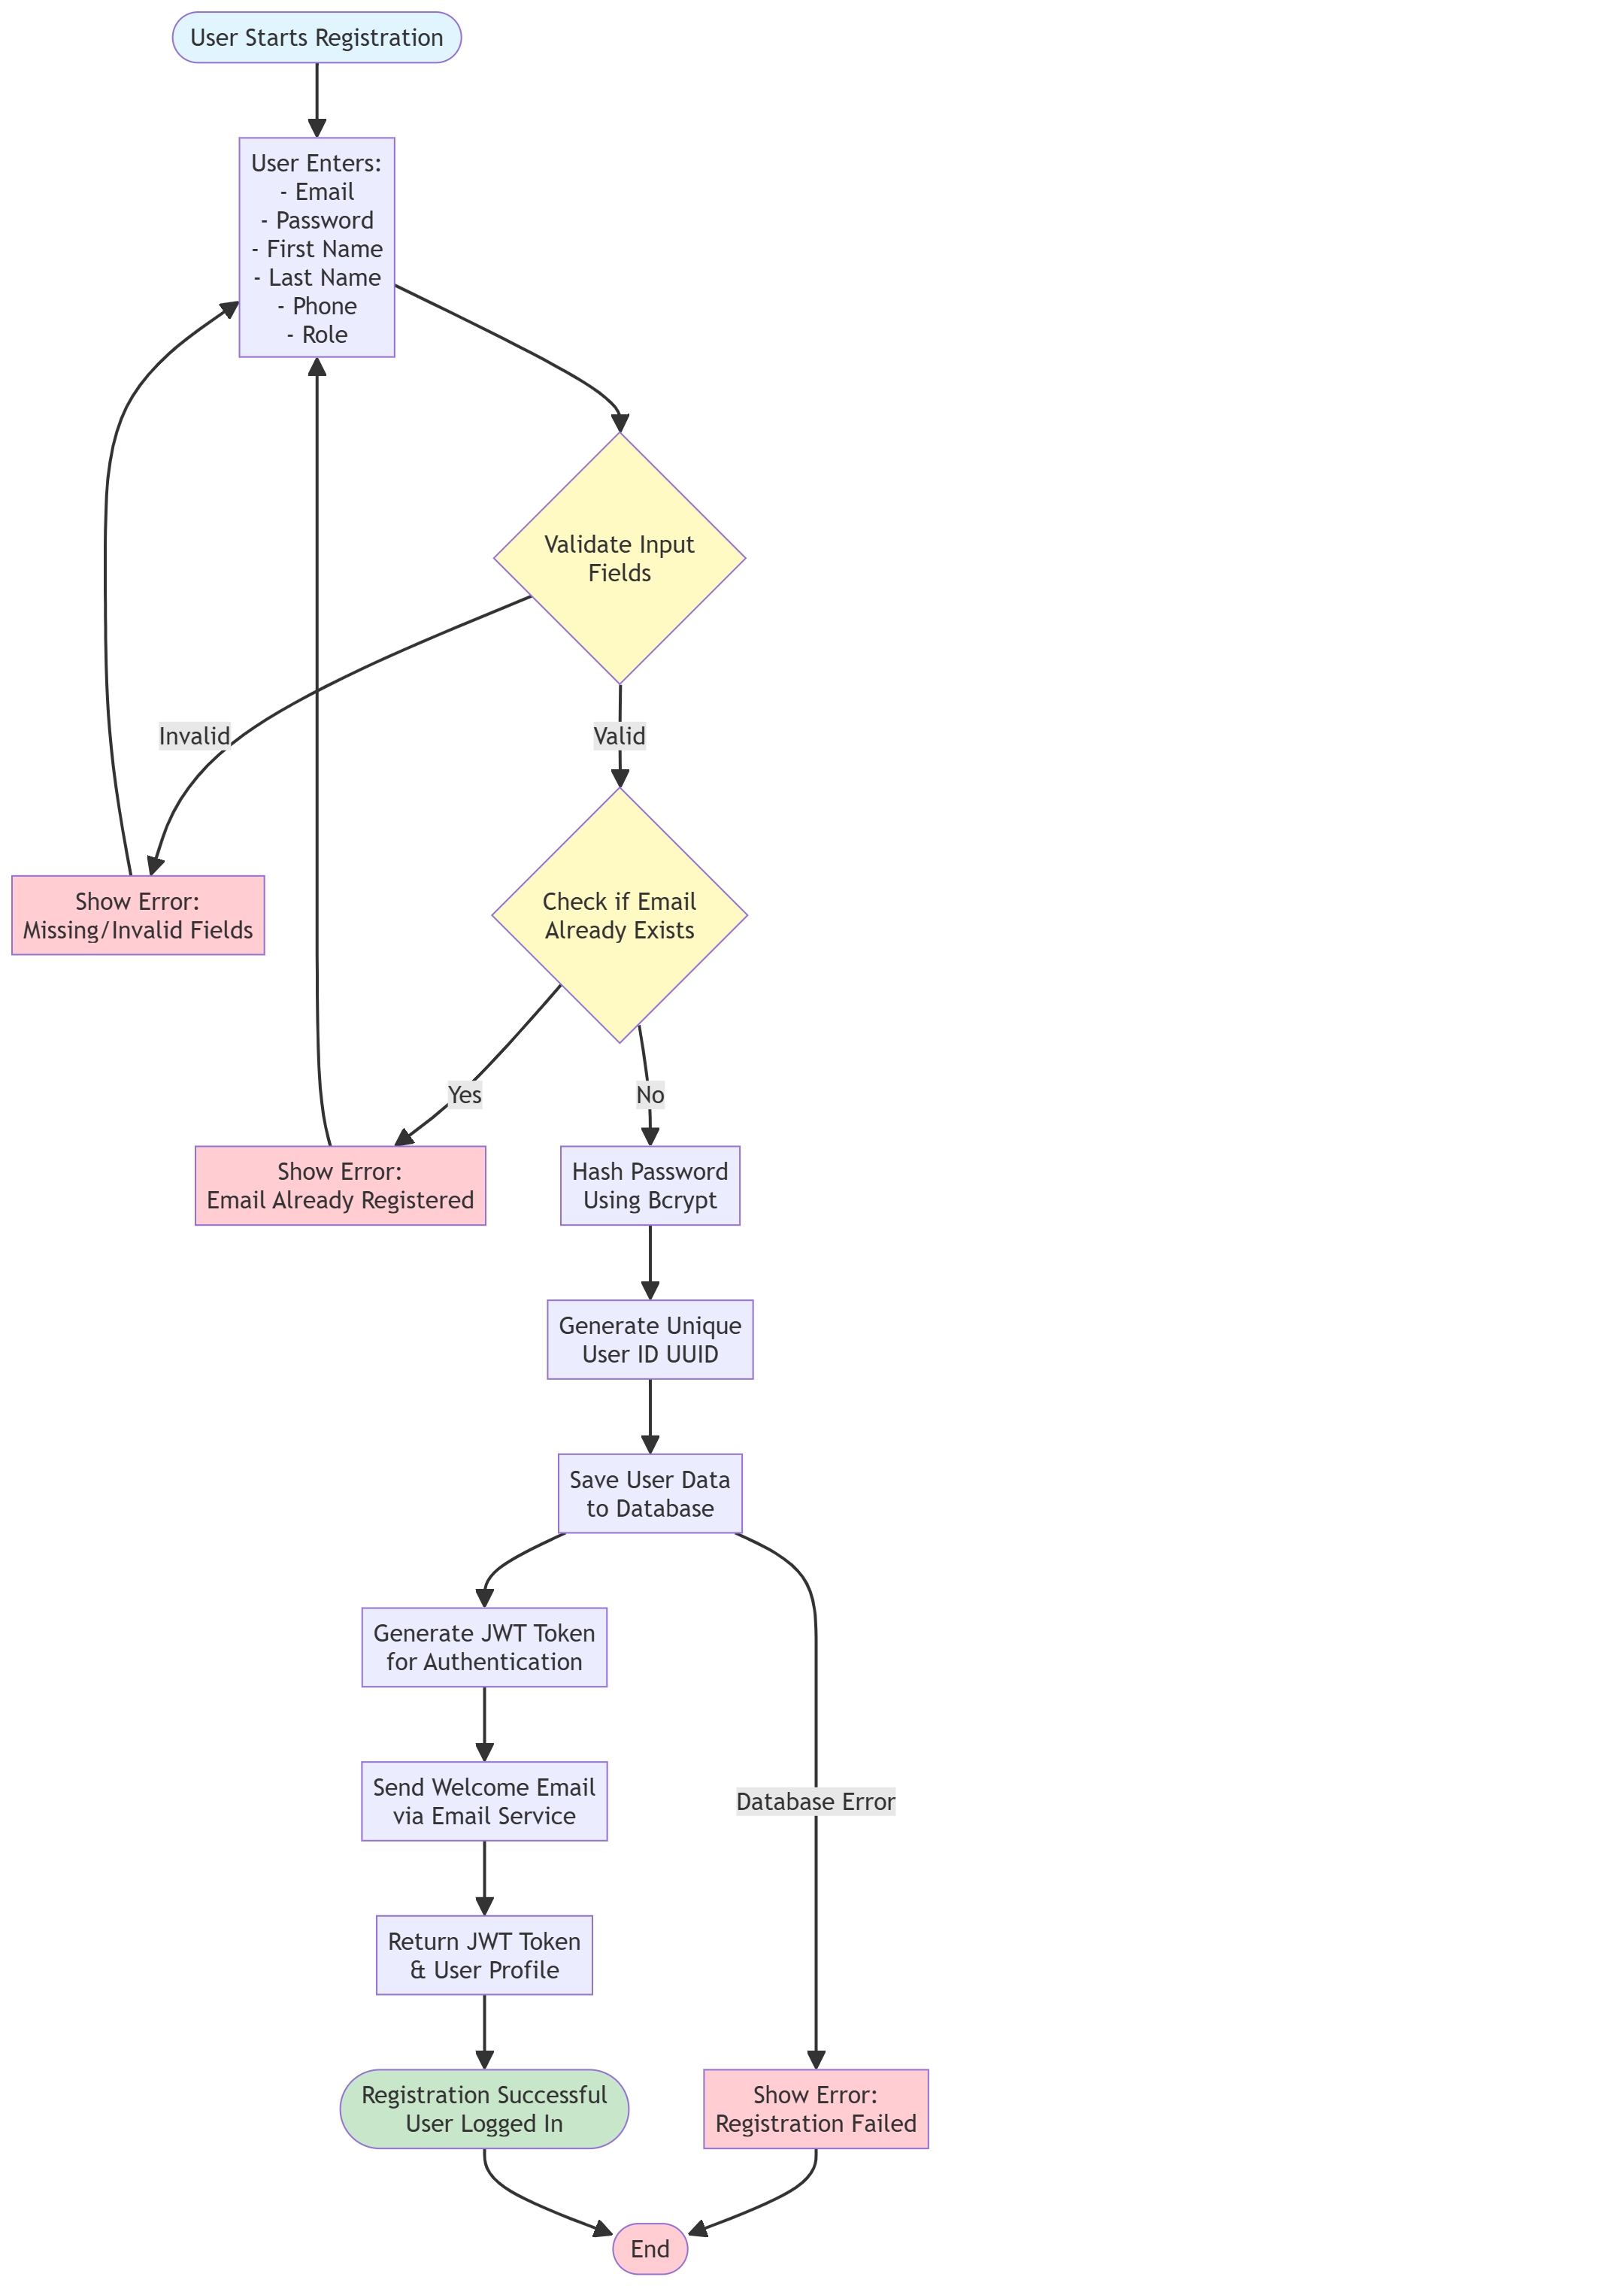 User Starts Registration
User Enters:
- Email
- Password
- First Name
- Last Name
- Phone
- Role
Validate Input
Fields
Invalid
Valid
Show Error:
Missing/Invalid Fields
Check if Email
Already Exists
Yes
No
Show Error:
Email Already Registered
Hash Password
Using Bcrypt
Generate Unique
User ID UUID
Save User Data
to Database
Generate JWT Token
for Authentication
Send Welcome Email
via Email Service
Database Error
Return JWT Token
& User Profile
Registration Successful
User Logged In
Show Error:
Registration Failed
End